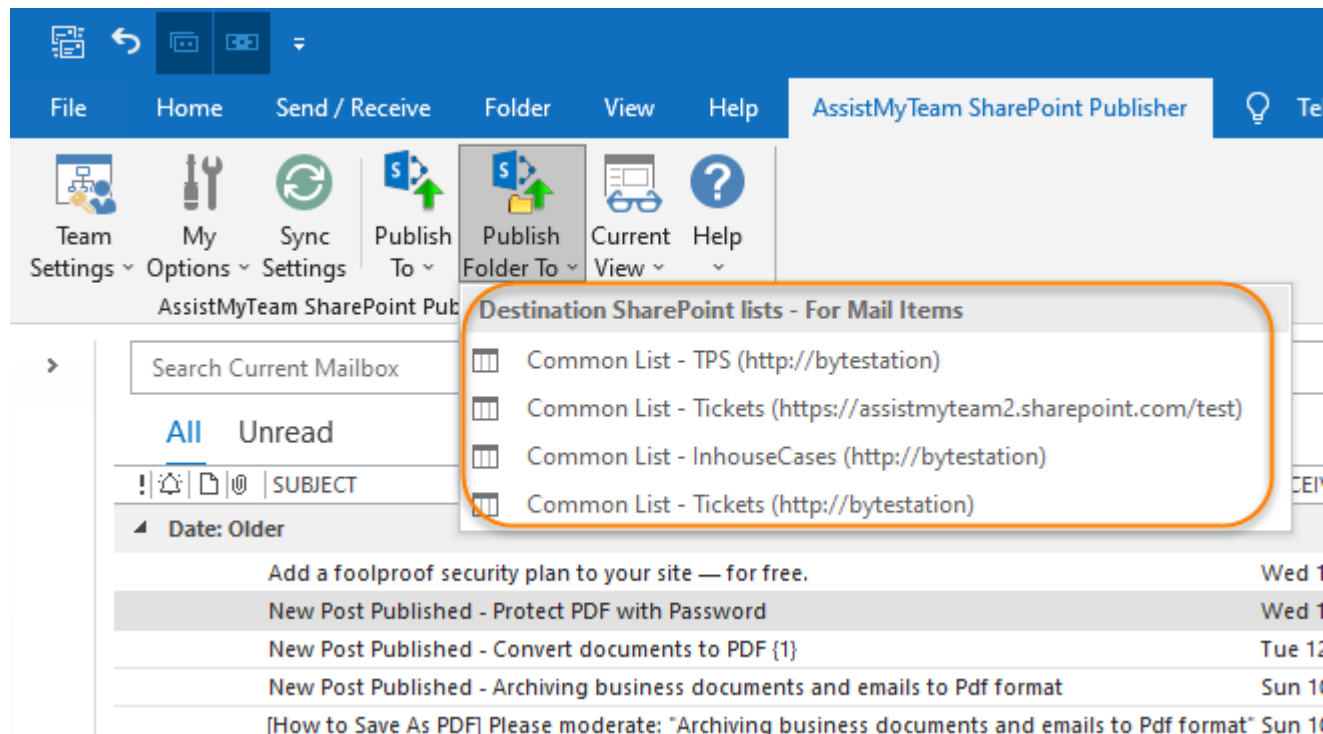 File Home Send / Receive Folder View Help AssistMyTeam SharePoint Publisher
Team Settings
My Options
Sync Settings
Publish To
Publish Folder To
Current View
Help
AssistMyTeam SharePoint Pub
Destination SharePoint lists - For Mail Items
Common List - TPS (http://bytestation)
Common List - Tickets (https://assistmyteam2.sharepoint.com/test)
Common List - InhouseCases (http://bytestation)
Common List - Tickets (http://bytestation)
Search Current Mailbox
All Unread
SUBJECT
Date: Older
Add a foolproof security plan to your site — for free. Wed 1
New Post Published - Protect PDF with Password Wed 1
New Post Published - Convert documents to PDF {1} Tue 12
New Post Published - Archiving business documents and emails to Pdf format Sun 10
[How to Save As PDF] Please moderate: "Archiving business documents and emails to Pdf format" Sun 10